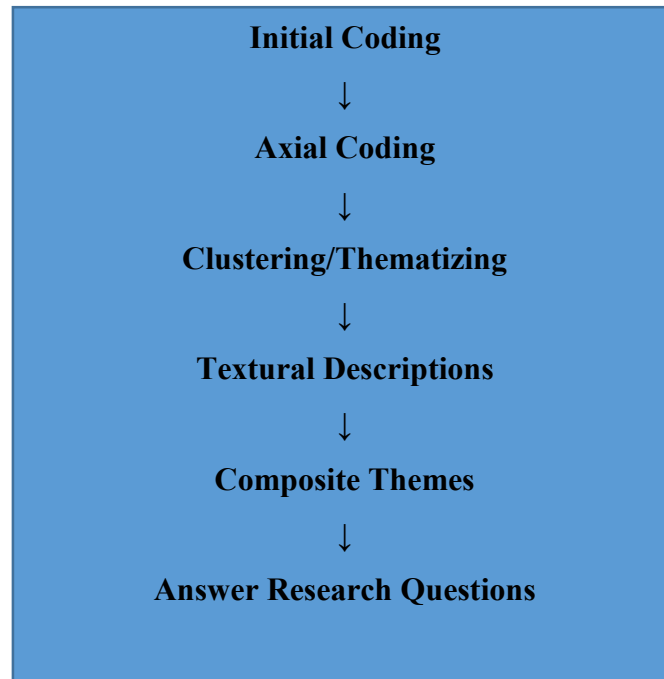 Initial Coding
↓
Axial Coding
↓
Clustering/Thematizing
↓
Textural Descriptions
↓
Composite Themes
↓
Answer Research Questions